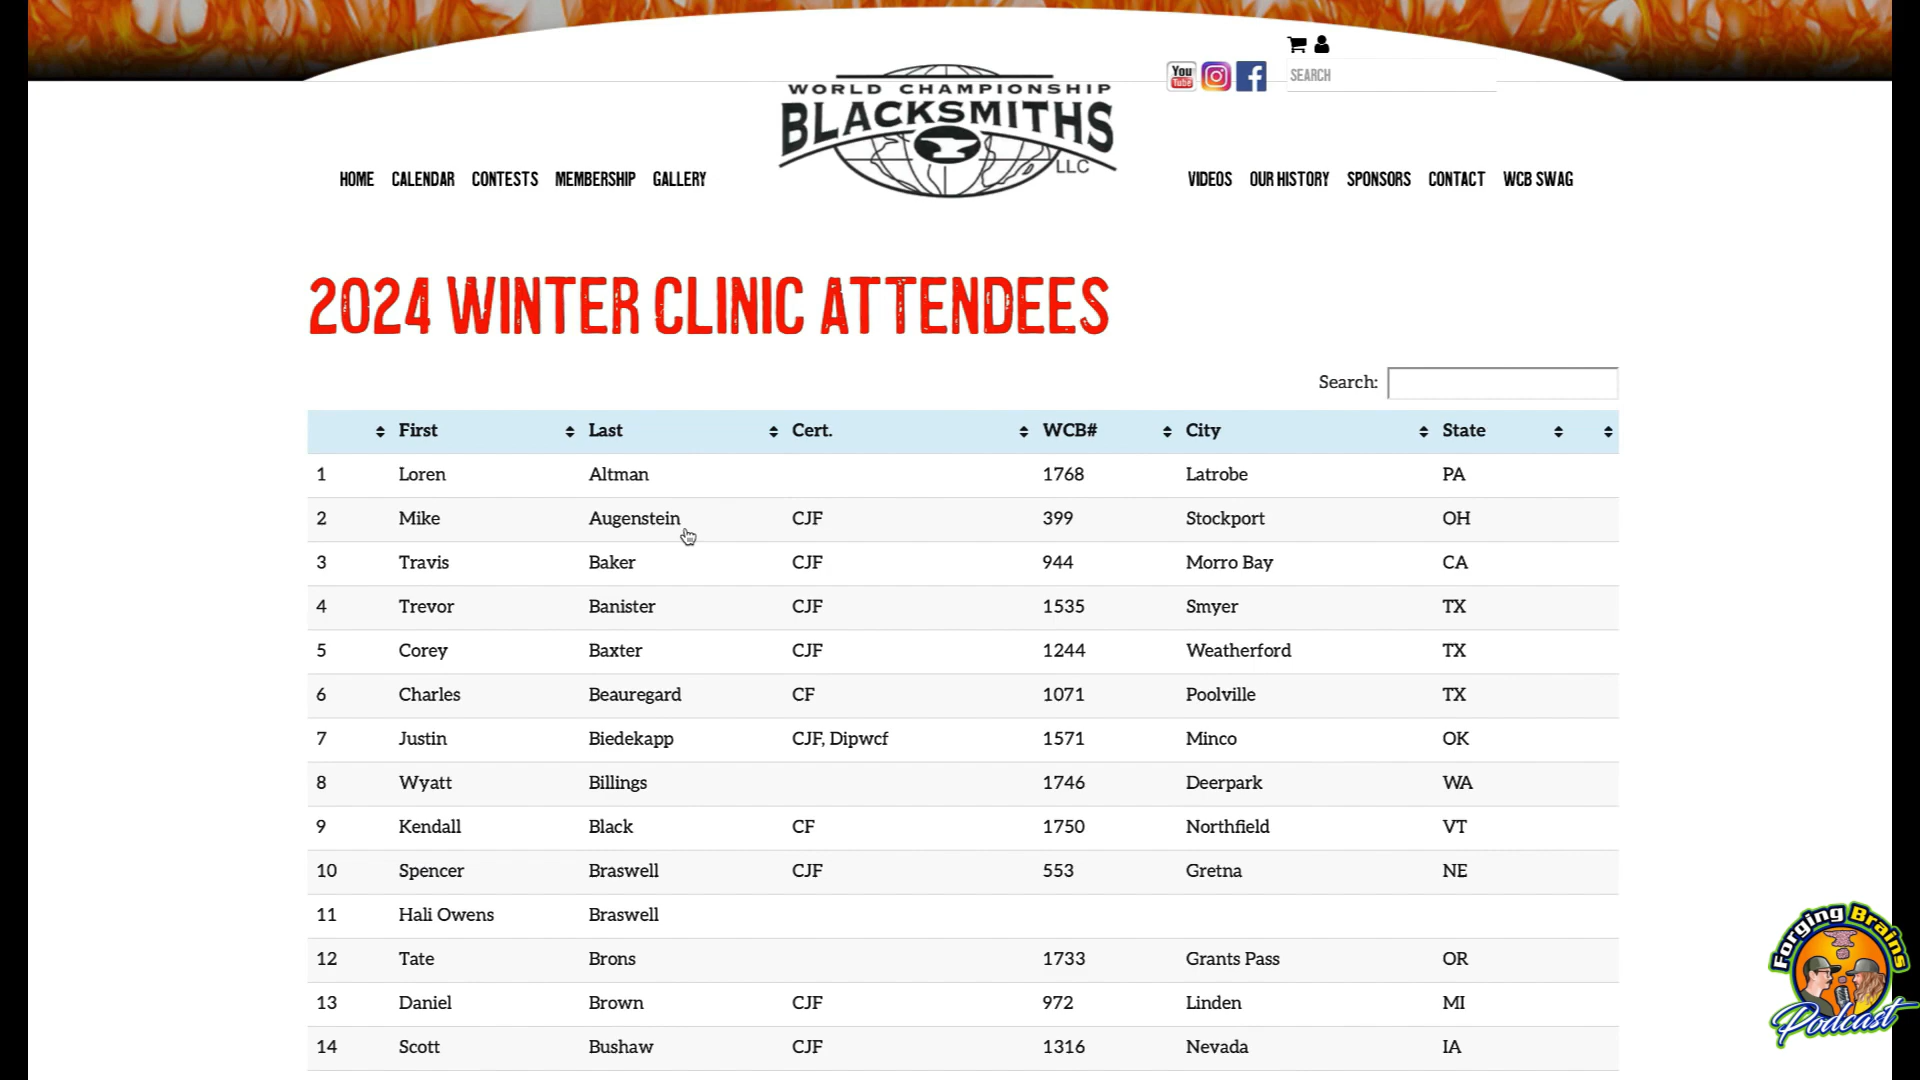 You
Tube
SEARCH
WORLD CHAMPIONSHIP
BLACKSMITHS
LLC
HOME CALENDAR CONTESTS MEMBERSHIP GALLERY
VIDEOS OUR HISTORY SPONSORS CONTACT WCB SWAG
2024 WINTER CLINIC ATTENDEES
Search:
First Last Cert. WCB# City State
1 Loren Altman 1768 Latrobe PA
2 Mike Augenstein CJF 399 Stockport OH
3 Travis Baker CJF 944 Morro Bay CA
4 Trevor Banister CJF 1535 Smyer TX
5 Corey Baxter CJF 1244 Weatherford TX
6 Charles Beauregard CF 1071 Poolville TX
7 Justin Biedekapp CJF, Dipwcf 1571 Minco OK
8 Wyatt Billings 1746 Deerpark WA
9 Kendall Black CF 1750 Northfield VT
10 Spencer Braswell CJF 553 Gretna NE
11 Hali Owens Braswell
12 Tate Brons 1733 Grants Pass OR
13 Daniel Brown CJF 972 Linden MI
14 Scott Bushaw CJF 1316 Nevada IA
Forging Brains
Podcast